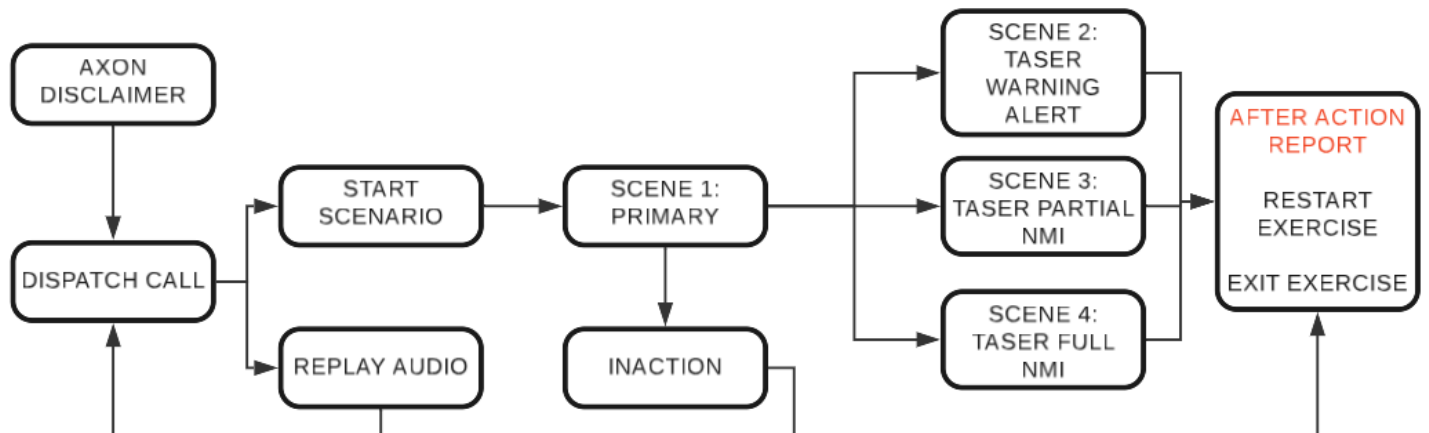 AXON
DISCLAIMER
DISPATCH CALL
START
SCENARIO
REPLAY AUDIO
SCENE 1:
PRIMARY
INACTION
SCENE 2:
TASER
WARNING
ALERT
SCENE 3:
TASER PARTIAL
NMI
SCENE 4:
TASER FULL
NMI
AFTER ACTION
REPORT
RESTART
EXERCISE
EXIT EXERCISE